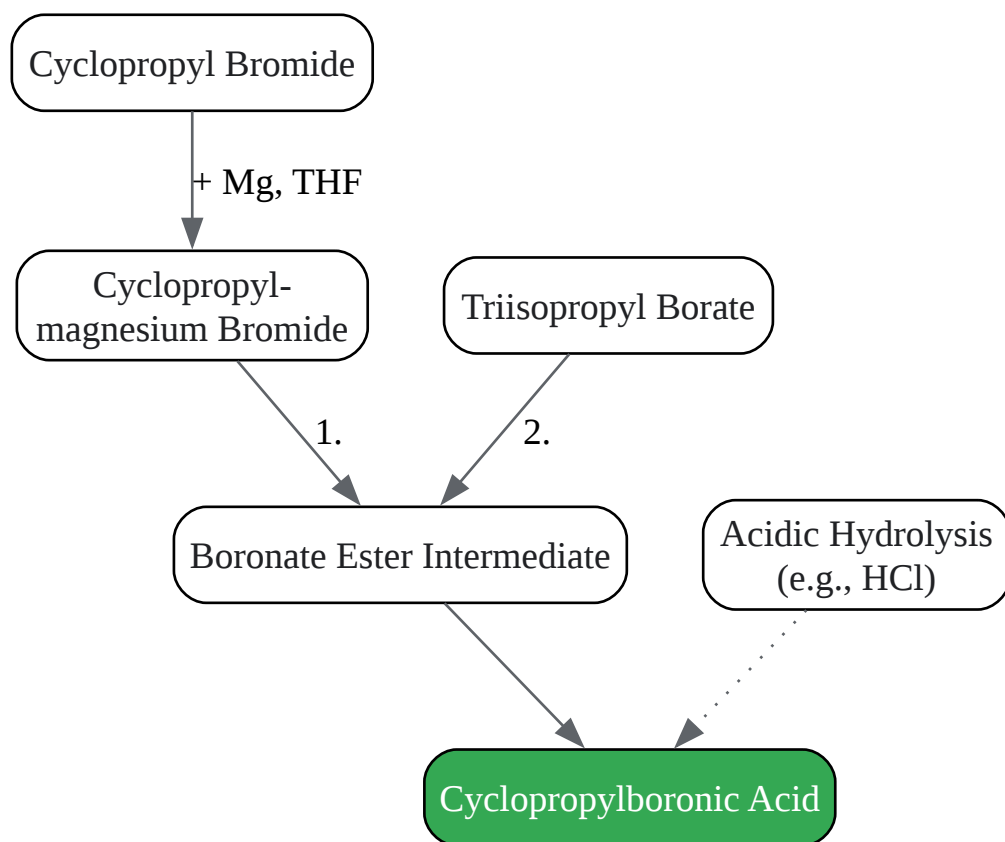 Cyclopropyl Bromide
+ Mg, THF
Cyclopropyl-
magnesium Bromide
Triisopropyl Borate
1.
2.
Boronate Ester Intermediate
Acidic Hydrolysis
(e.g., HCl)
Cyclopropylboronic Acid